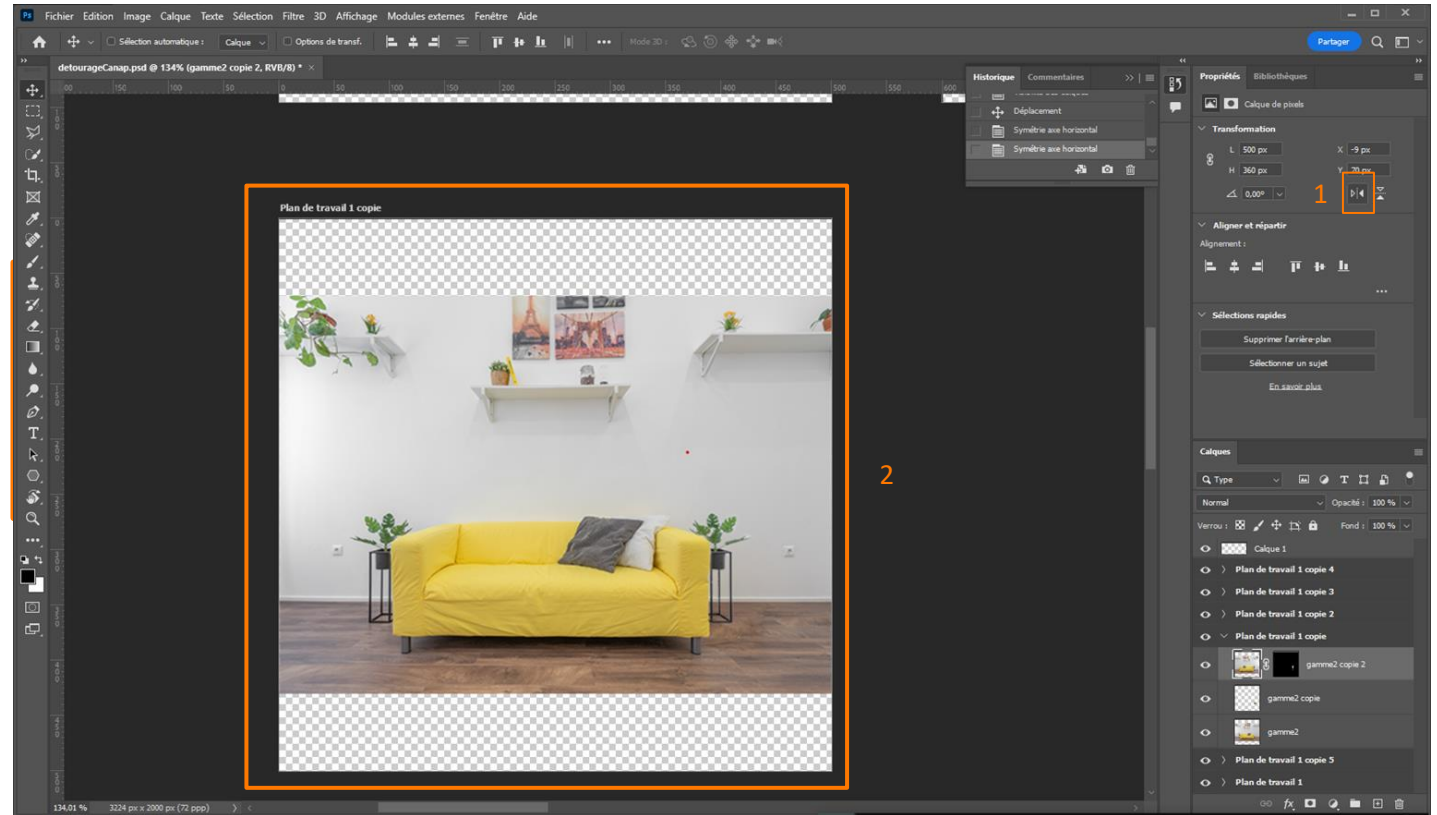 Ps Fichier Edition Image Calque Texte Sélection Filtre 3D Affichage Modules externes Fenêtre Aide
Sélection automatique : Calque Options de transf. Mode 3D : Partager
detourageCanap.psd @ 134% (gamme2 copie 2, RVB/8) * ×
Historique Commentaires
Déplacement
Symétrie axe horizontal
Symétrie axe horizontal
Propriétés Bibliothèques
Calque de pixels
Transformation
L 500 px X -9 px
H 360 px Y 70 px
0,00°
1
Aligner et répartir
Alignement :
Sélections rapides
Supprimer l'arrière-plan
Sélectionner un sujet
En savoir plus
Plan de travail 1 copie
2
Calques
Type
Normal Opacité : 100 %
Verrou : Fond : 100 %
Calque 1
Plan de travail 1 copie 4
Plan de travail 1 copie 3
Plan de travail 1 copie 2
Plan de travail 1 copie
gamme2 copie 2
gamme2 copie
gamme2
Plan de travail 1 copie 5
Plan de travail 1
134,01 % 3224 px x 2000 px (72 ppp)